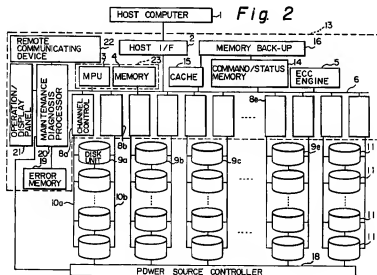 Fig. 2
HOST COMPUTER 1
13
REMOTE COMMUNICATING DEVICE 22
HOST I/F 2
MEMORY BACK-UP 16
23
3 4
MPU MEMORY
15
CACHE
14
COMMAND/STATUS MEMORY
5
ECC ENGINE
6
OPERATION/DISPLAY PANEL
MAINTENANCE DIAGNOSIS PROCESSOR
CHANNEL CONTROL
8e
21 20 8a
19
ERROR MEMORY
8b
DISK UNIT 9a 9b 9c 9e
10a 10b
11
11
11
18
POWER SOURCE CONTROLLER